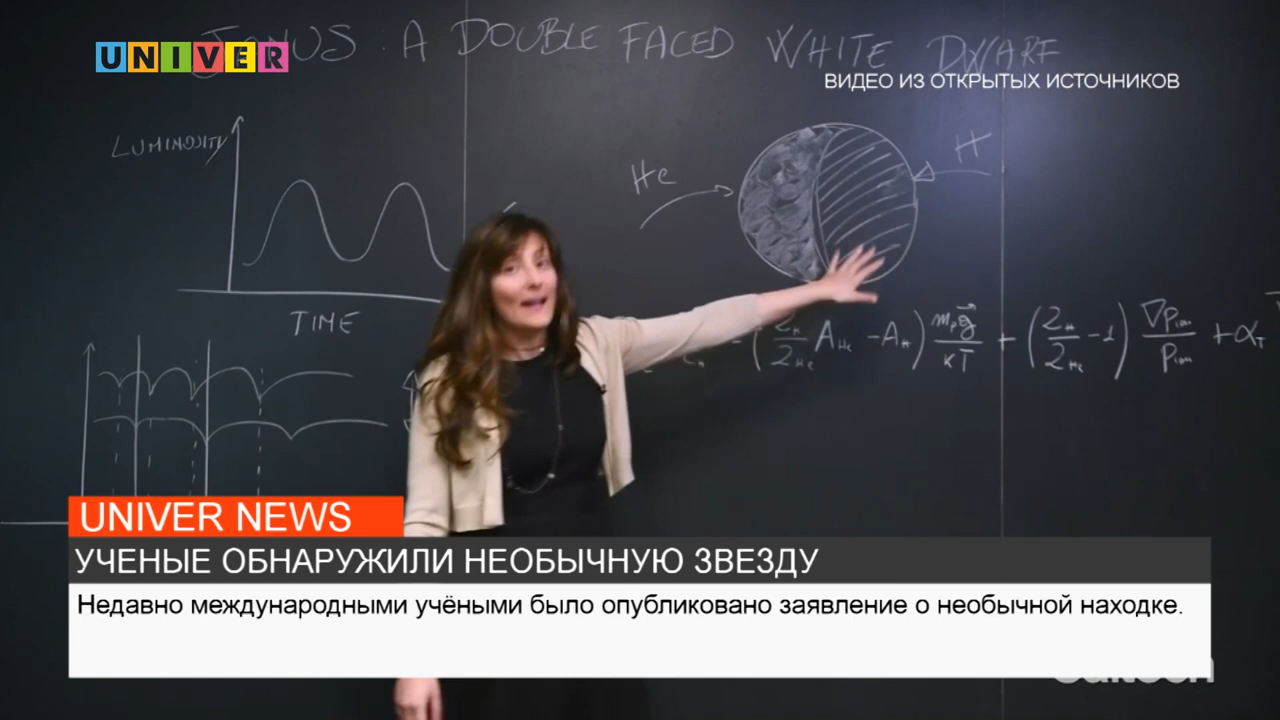 JANUS: A DOUBLE FACED WHITE DWARF
UNIVER
ВИДЕО ИЗ ОТКРЫТЫХ ИСТОЧНИКОВ
LUMINOSITY
He
H
TIME
UNIVER NEWS
УЧЕНЫЕ ОБНАРУЖИЛИ НЕОБЫЧНУЮ ЗВЕЗДУ
Недавно международными учёными было опубликовано заявление о необычной находке.